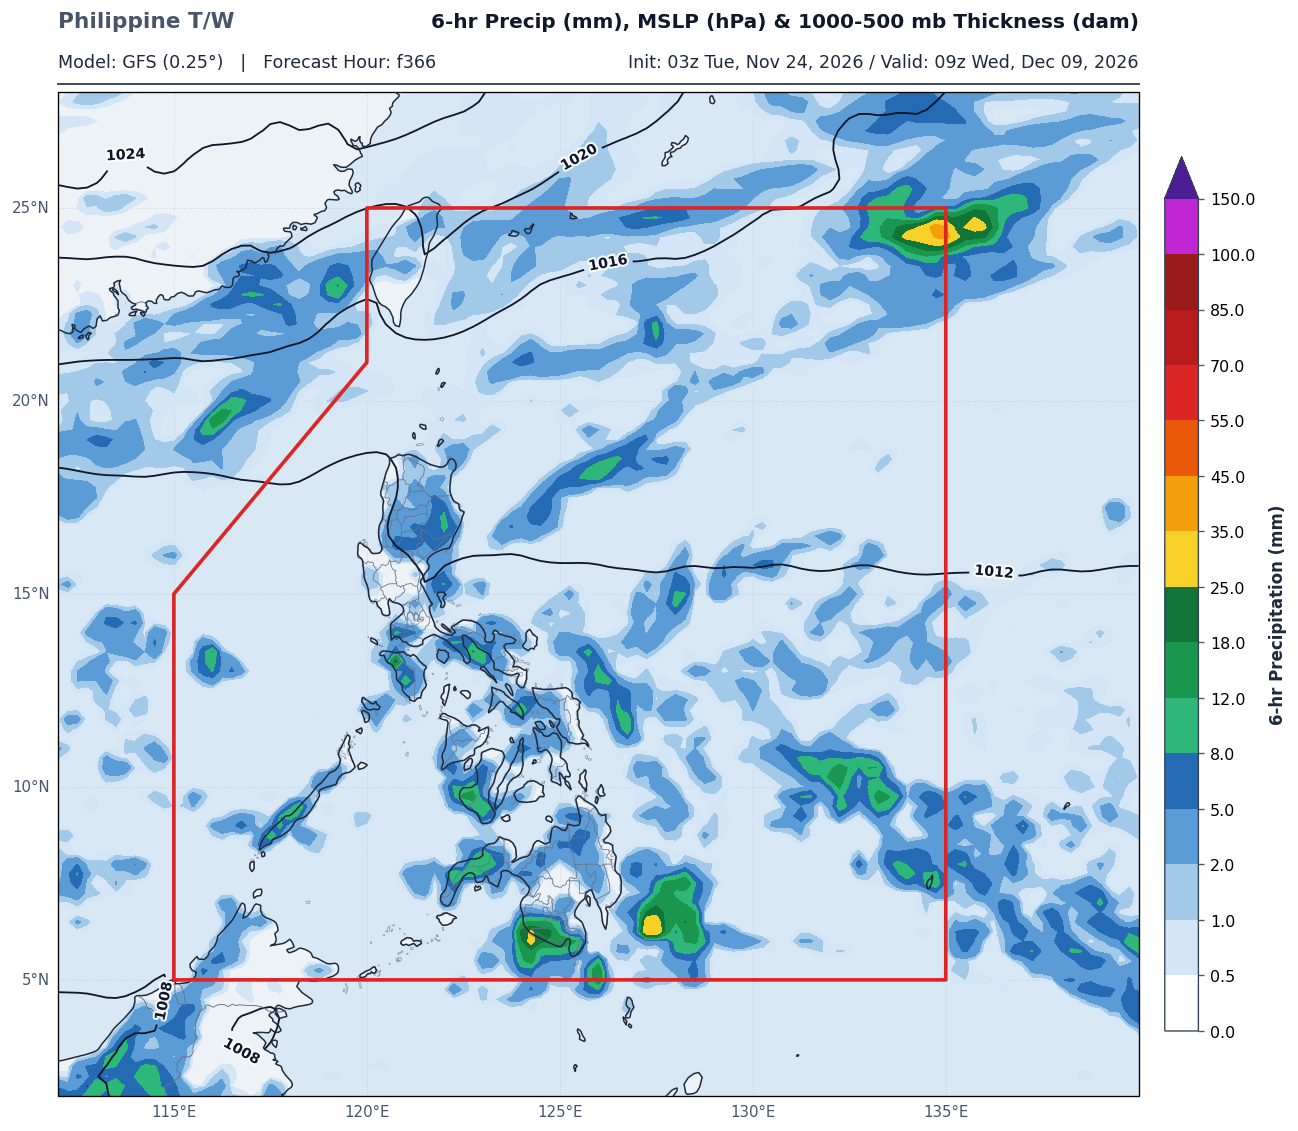 Philippine T/W
6-hr Precip (mm), MSLP (hPa) & 1000-500 mb Thickness (dam)
Model: GFS (0.25°) | Forecast Hour: f366
Init: 03z Tue, Nov 24, 2026 / Valid: 09z Wed, Dec 09, 2026
1024
1020
1016
1012
1008
1008
25°N
20°N
15°N
10°N
5°N
115°E
120°E
125°E
130°E
135°E
150.0
100.0
85.0
70.0
55.0
45.0
35.0
25.0
18.0
12.0
8.0
5.0
2.0
1.0
0.5
0.0
6-hr Precipitation (mm)